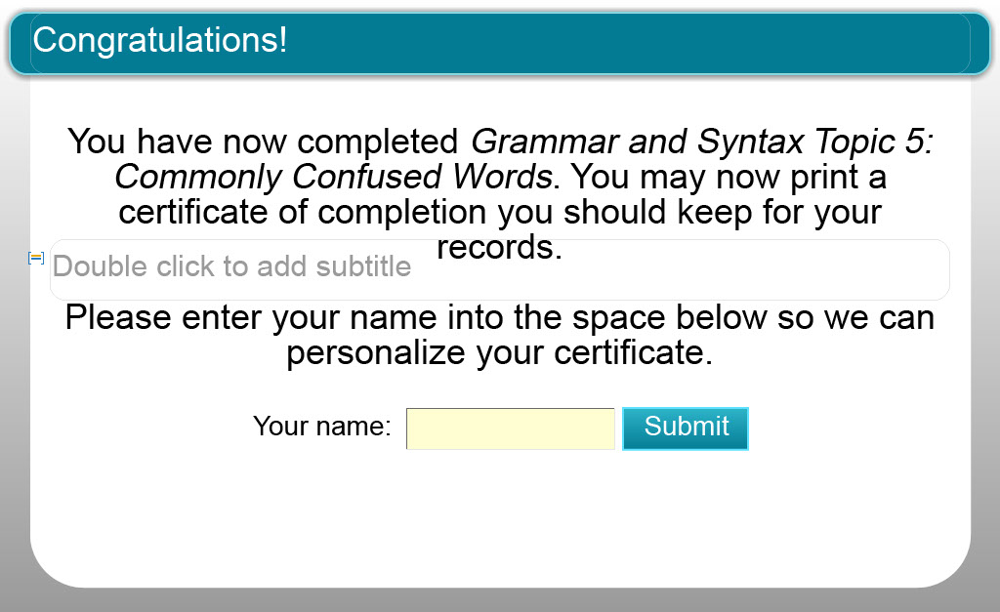 Congratulations!
You have now completed Grammar and Syntax Topic 5:
Commonly Confused Words. You may now print a
certificate of completion you should keep for your
records.
Double click to add subtitle
Please enter your name into the space below so we can
personalize your certificate.
Your name:
Submit